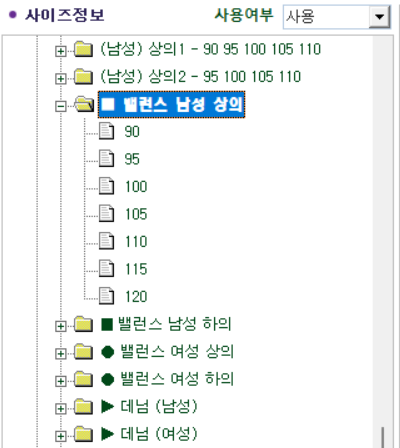 • 사이즈정보 사용여부 사용
(남성) 상의1 - 90 95 100 105 110
(남성) 상의2 - 95 100 105 110
■ 밸런스 남성 상의
90
95
100
105
110
115
120
■ 밸런스 남성 하의
● 밸런스 여성 상의
● 밸런스 여성 하의
▶ 데님 (남성)
▶ 데님 (여성)